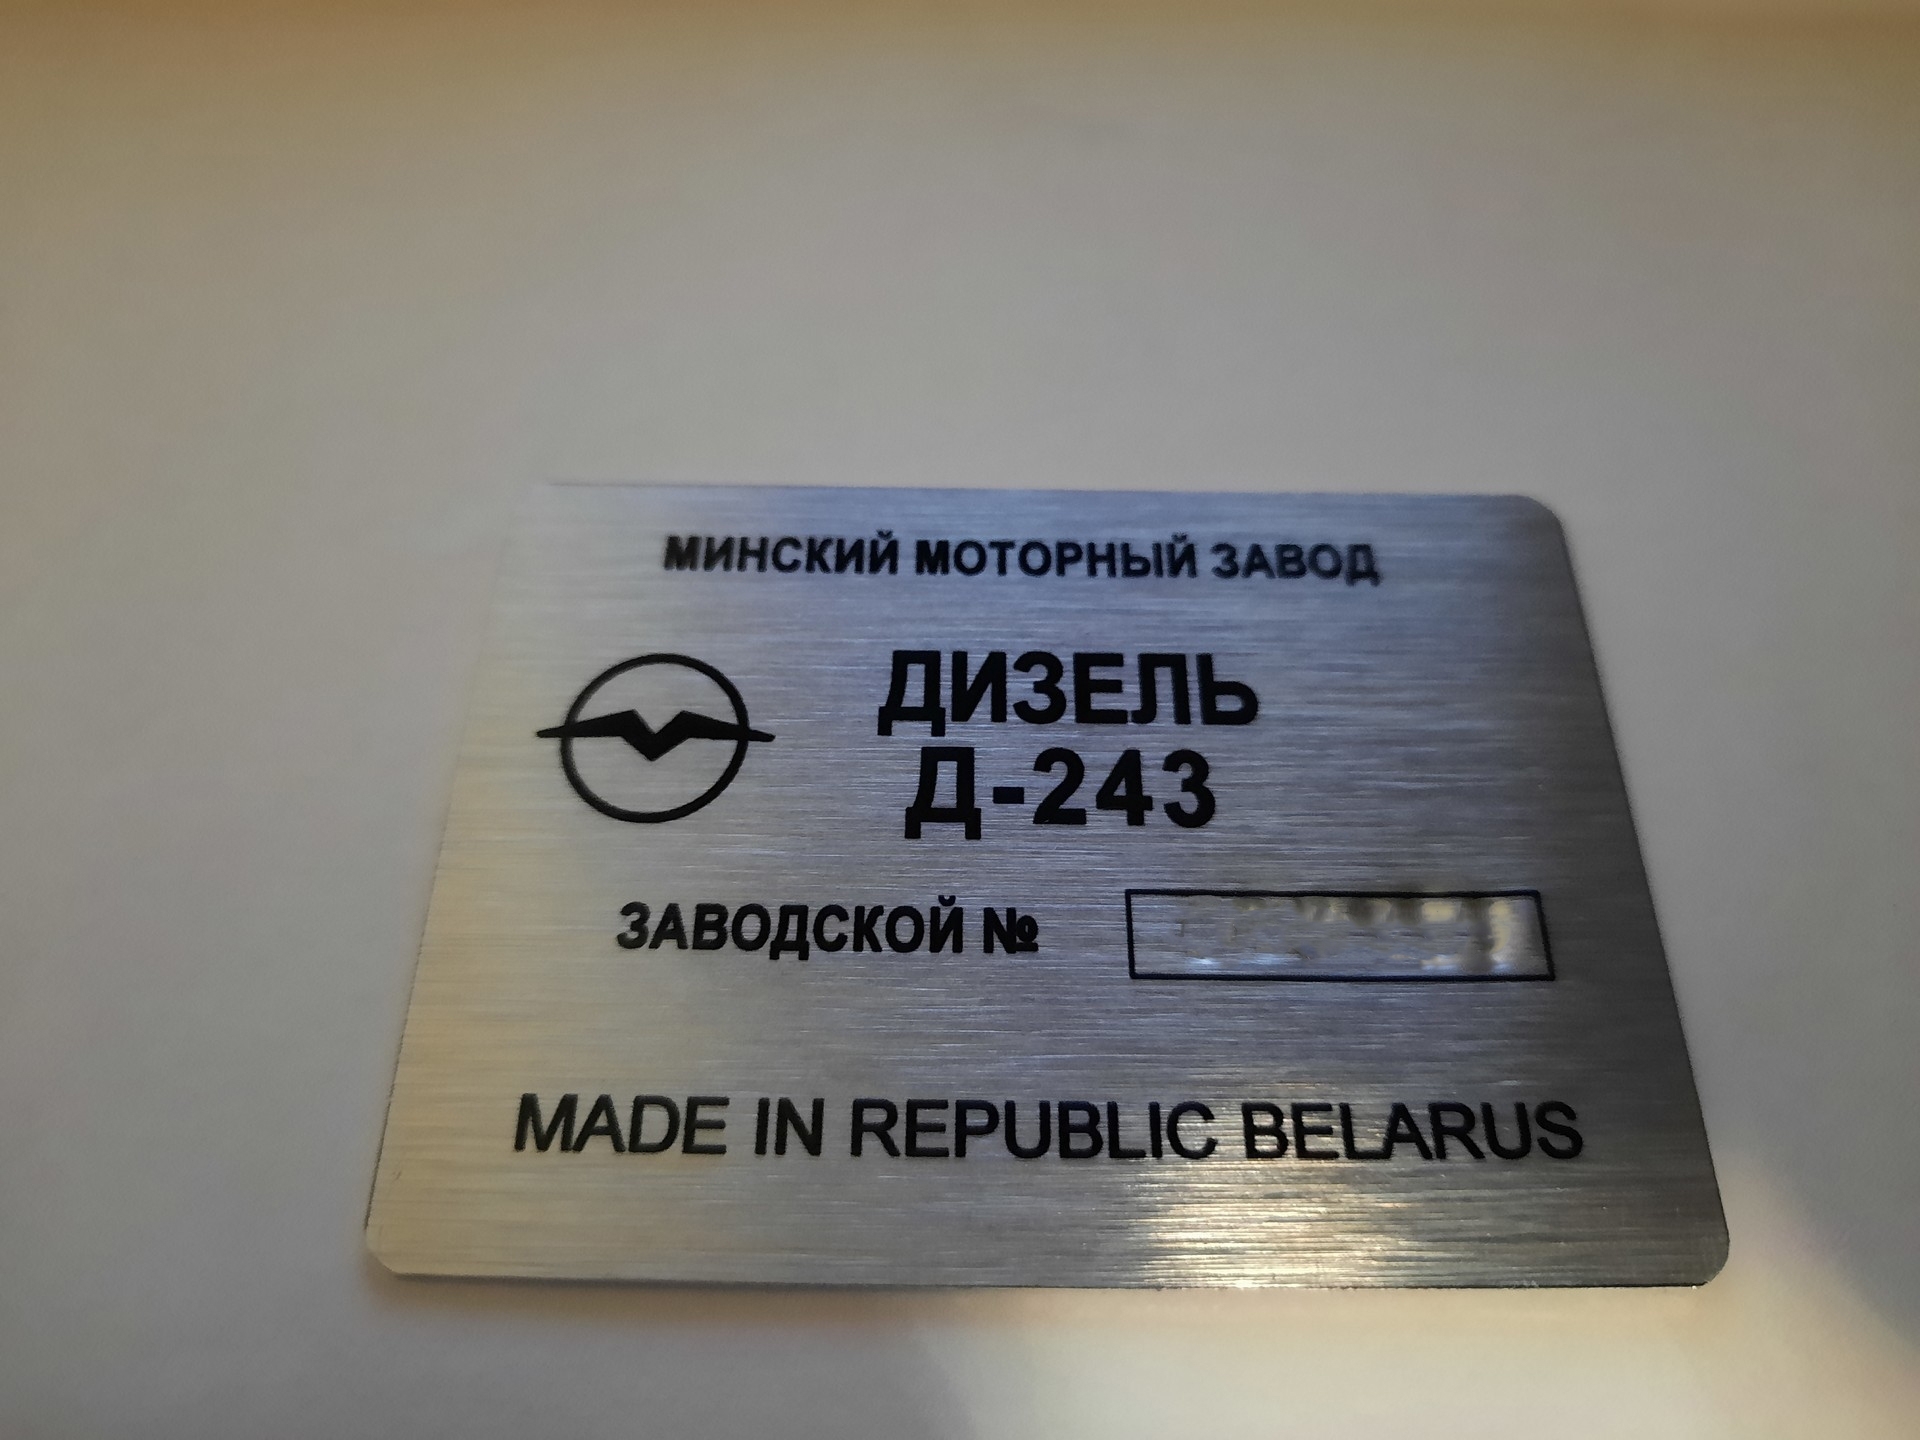 МИНСКИЙ МОТОРНЫЙ ЗАВОД
ДИЗЕЛЬ
Д-243
ЗАВОДСКОЙ №
MADE IN REPUBLIC BELARUS